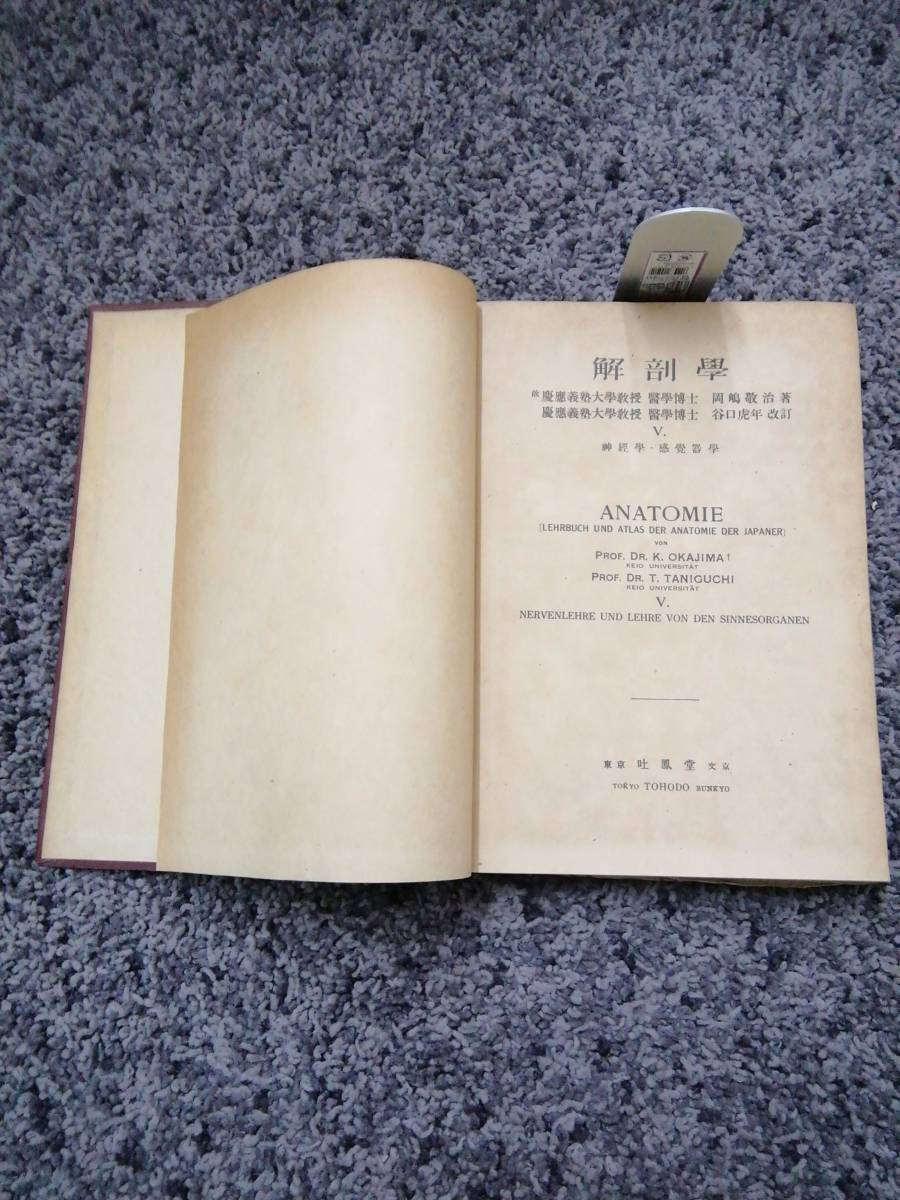 解剖學
故 慶應義塾大學敎授 醫學博士 岡嶋敬治著
慶應義塾大學敎授 醫學博士 谷口虎年改訂
V.
神經學・感覺器學
ANATOMIE
[LEHRBUCH UND ATLAS DER ANATOMIE DER JAPANER]
VON
PROF. DR. K. OKAJIMA†
KEIO UNIVERSITÄT
PROF. DR. T. TANIGUCHI
KEIO UNIVERSITÄT
V.
NERVENLEHRE UND LEHRE VON DEN SINNESORGANEN
東京 吐鳳堂 文京
TOKYO TOHODO BUNKYO